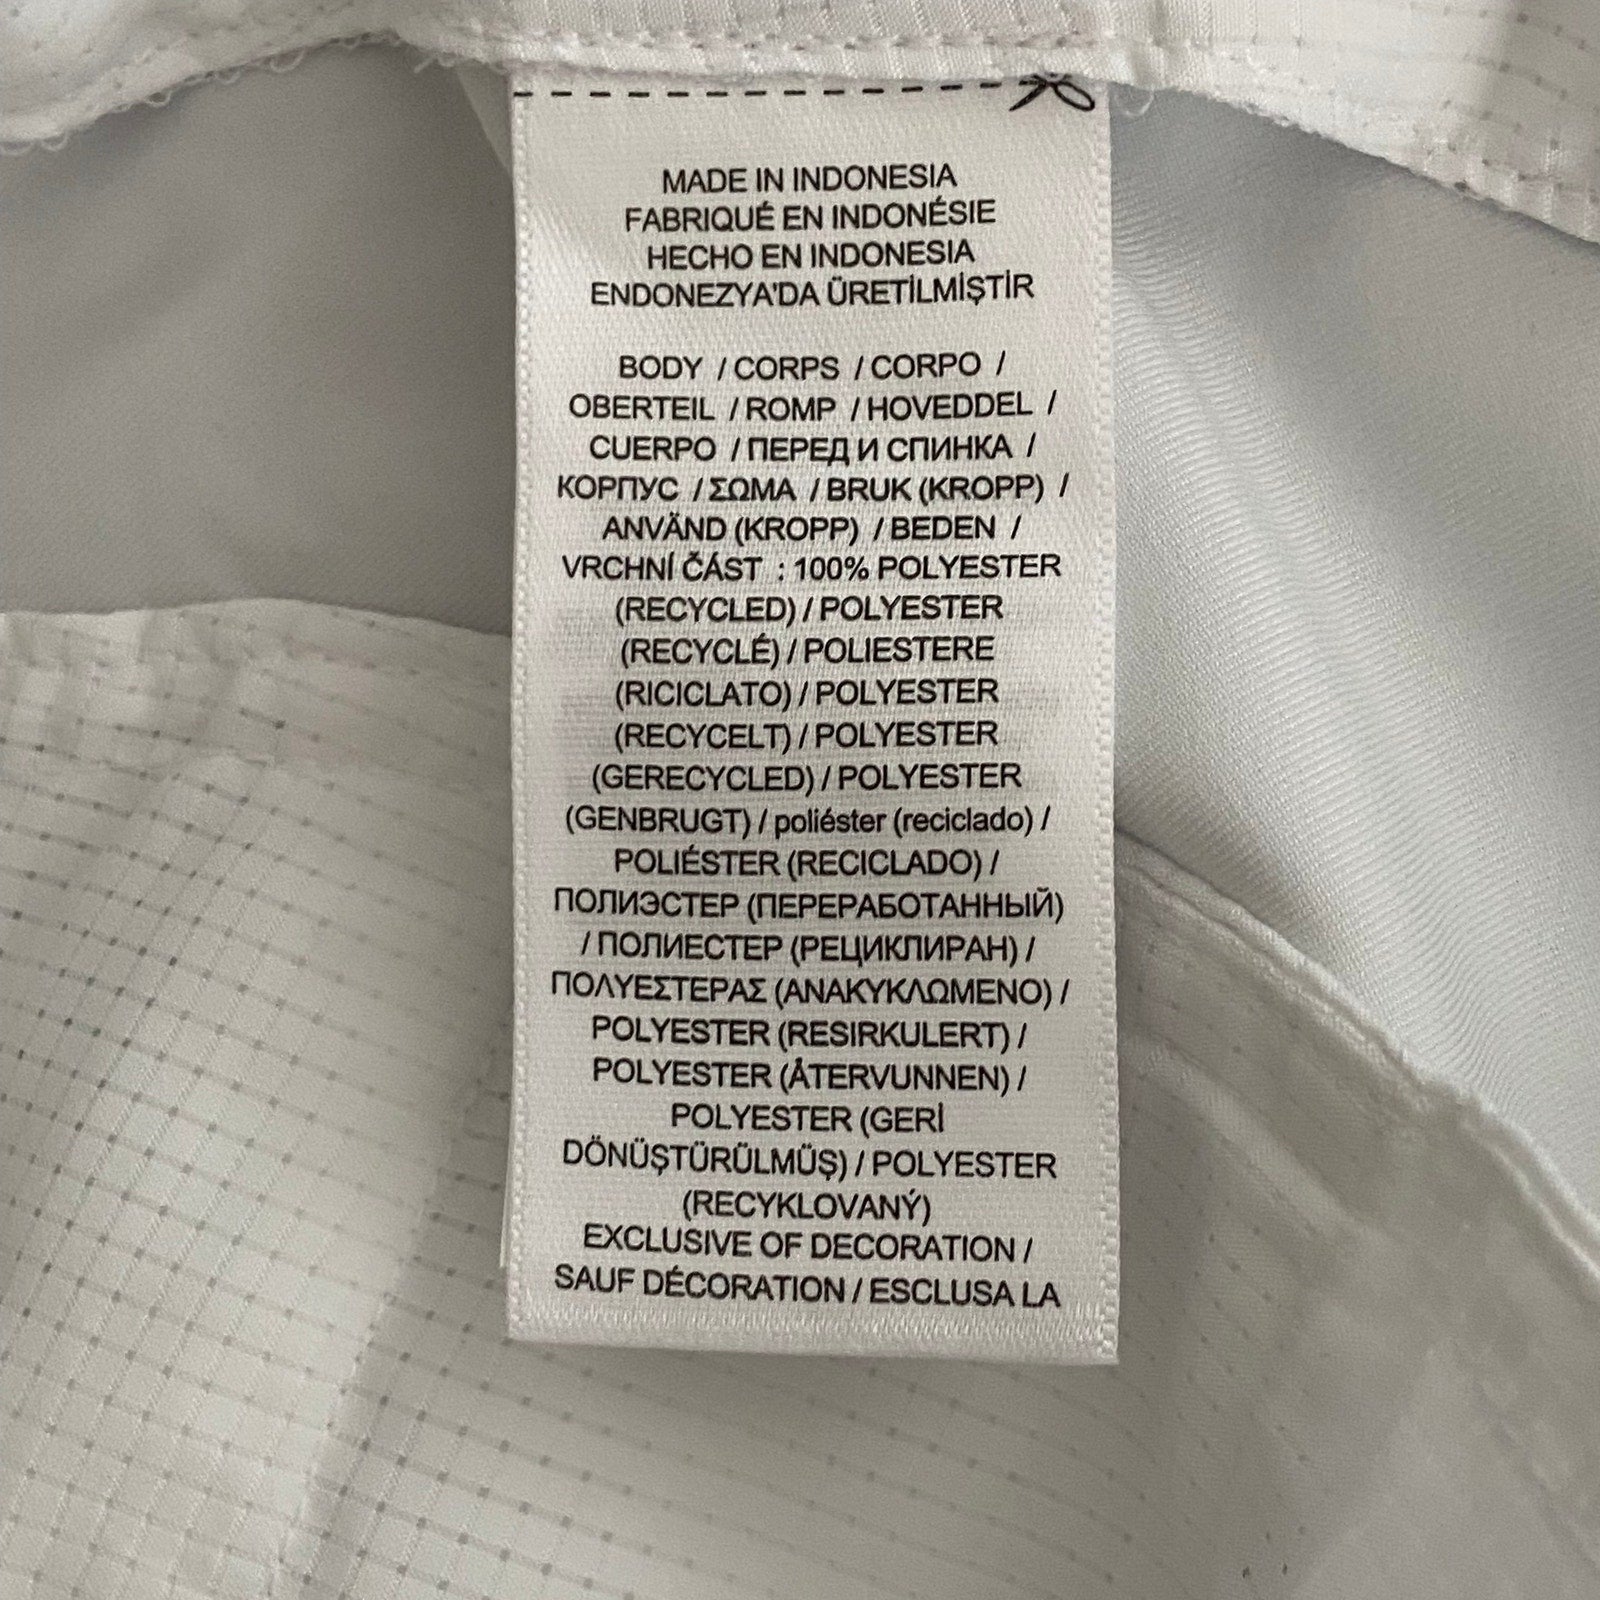 MADE IN INDONESIA
FABRIQUÉ EN INDONÉSIE
HECHO EN INDONESIA
ENDONEZYA'DA ÜRETİLMİŞTİR
BODY / CORPS / CORPO /
OBERTEIL / ROMP / HOVEDDEL /
CUERPO / ПЕРЕД И СПИНКА /
КОРПУС / ΣΩΜΑ / BRUK (KROPP) /
ANVÄND (KROPP) / BEDEN /
VRCHNÍ ČÁST : 100% POLYESTER
(RECYCLED) / POLYESTER
(RECYCLÉ) / POLIESTERE
(RICICLATO) / POLYESTER
(RECYCELT) / POLYESTER
(GERECYCLED) / POLYESTER
(GENBRUGT) / poliéster (reciclado) /
POLIÉSTER (RECICLADO) /
ПОЛИЭСТЕР (ПЕРЕРАБОТАННЫЙ)
/ ПОЛИЕСТЕР (РЕЦИКЛИРАН) /
ΠΟΛΥΕΣΤΕΡΑΣ (ΑΝΑΚΥΚΛΩΜΕΝΟ) /
POLYESTER (RESIRKULERT) /
POLYESTER (ÅTERVUNNEN) /
POLYESTER (GERİ
DÖNÜŞTÜRÜLMÜŞ) / POLYESTER
(RECYKLOVANÝ)
EXCLUSIVE OF DECORATION /
SAUF DÉCORATION / ESCLUSA LA